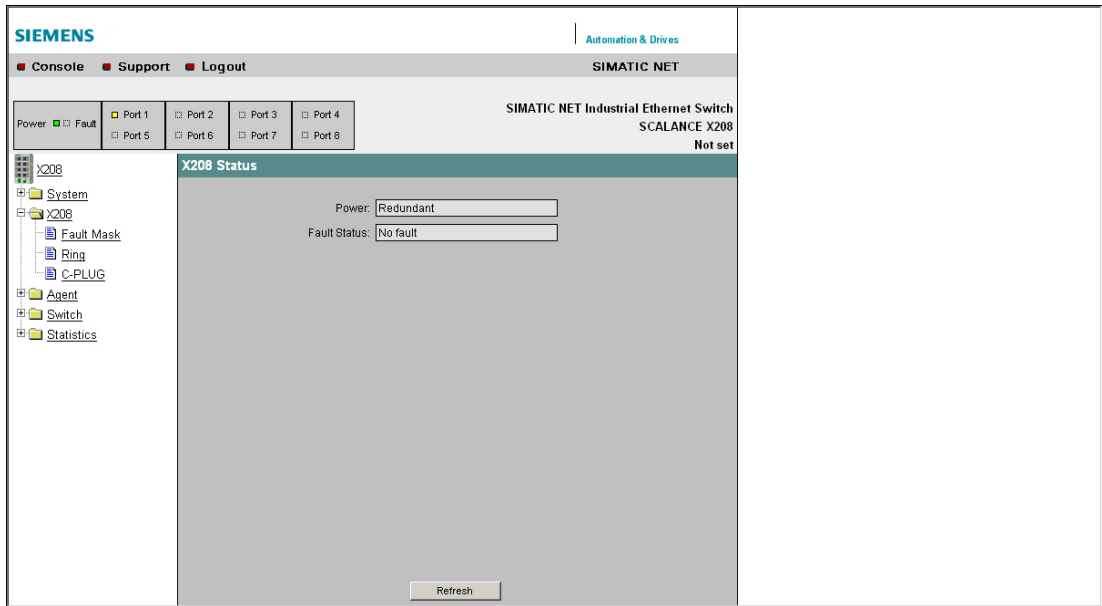 SIEMENS
Automation & Drives
Console Support Logout SIMATIC NET
Power Fault Port 1 Port 2 Port 3 Port 4
Port 5 Port 6 Port 7 Port 8
SIMATIC NET Industrial Ethernet Switch
SCALANCE X208
Not set
X208
X208 Status
System
X208
Fault Mask
Ring
C-PLUG
Agent
Switch
Statistics
Power: Redundant
Fault Status: No fault
Refresh